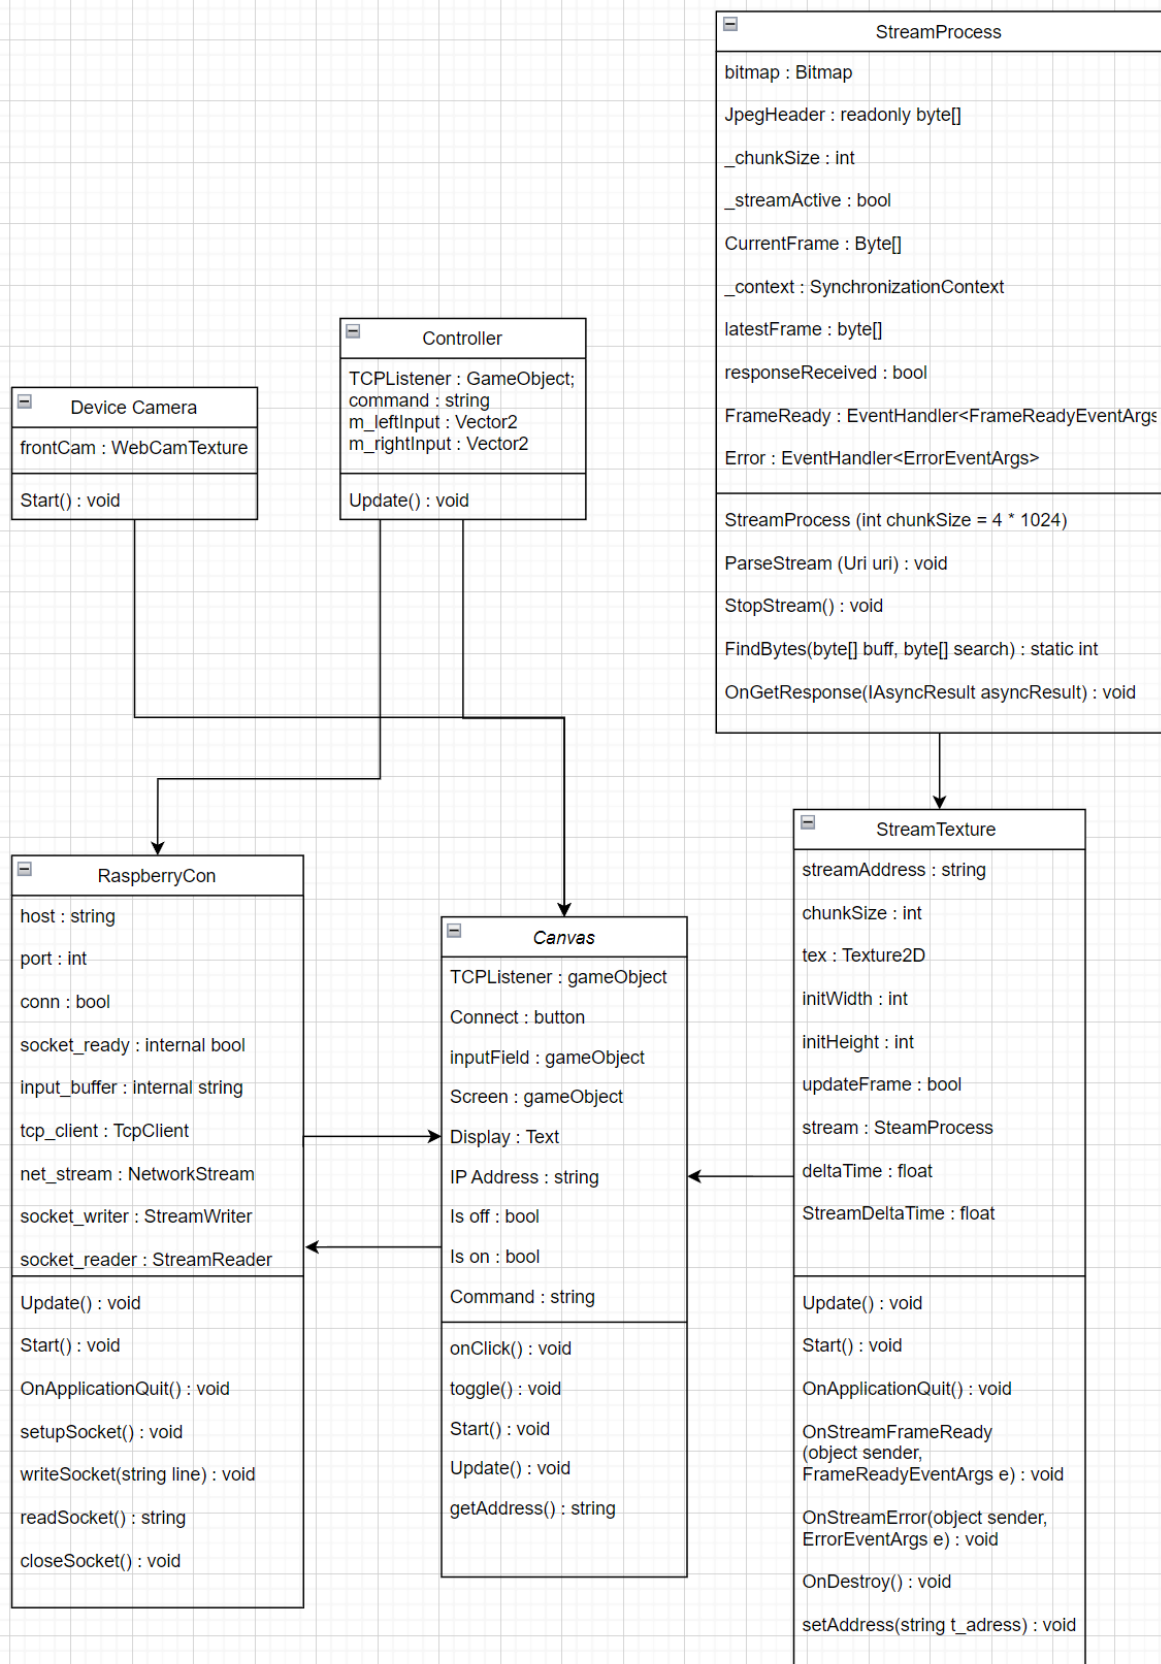 StreamProcess
bitmap : Bitmap
JpegHeader : readonly byte[]
_chunkSize : int
_streamActive : bool
CurrentFrame : Byte[]
_context : SynchronizationContext
latestFrame : byte[]
responseReceived : bool
FrameReady : EventHandler<FrameReadyEventArgs
Error : EventHandler<ErrorEventArgs>
StreamProcess (int chunkSize = 4 * 1024)
ParseStream (Uri uri) : void
StopStream() : void
FindBytes(byte[] buff, byte[] search) : static int
OnGetResponse(IAsyncResult asyncResult) : void
Controller
TCPListener : GameObject;
command : string
m_leftInput : Vector2
m_rightInput : Vector2
Update() : void
Device Camera
frontCam : WebCamTexture
Start() : void
RaspberryCon
host : string
port : int
conn : bool
socket_ready : internal bool
input_buffer : internal string
tcp_client : TcpClient
net_stream : NetworkStream
socket_writer : StreamWriter
socket_reader : StreamReader
Update() : void
Start() : void
OnApplicationQuit() : void
setupSocket() : void
writeSocket(string line) : void
readSocket() : string
closeSocket() : void
Canvas
TCPListener : gameObject
Connect : button
inputField : gameObject
Screen : gameObject
Display : Text
IP Address : string
Is off : bool
Is on : bool
Command : string
onClick() : void
toggle() : void
Start() : void
Update() : void
getAddress() : string
StreamTexture
streamAddress : string
chunkSize : int
tex : Texture2D
initWidth : int
initHeight : int
updateFrame : bool
stream : SteamProcess
deltaTime : float
StreamDeltaTime : float
Update() : void
Start() : void
OnApplicationQuit() : void
OnStreamFrameReady
(object sender,
FrameReadyEventArgs e) : void
OnStreamError(object sender,
ErrorEventArgs e) : void
OnDestroy() : void
setAddress(string t_adress) : void